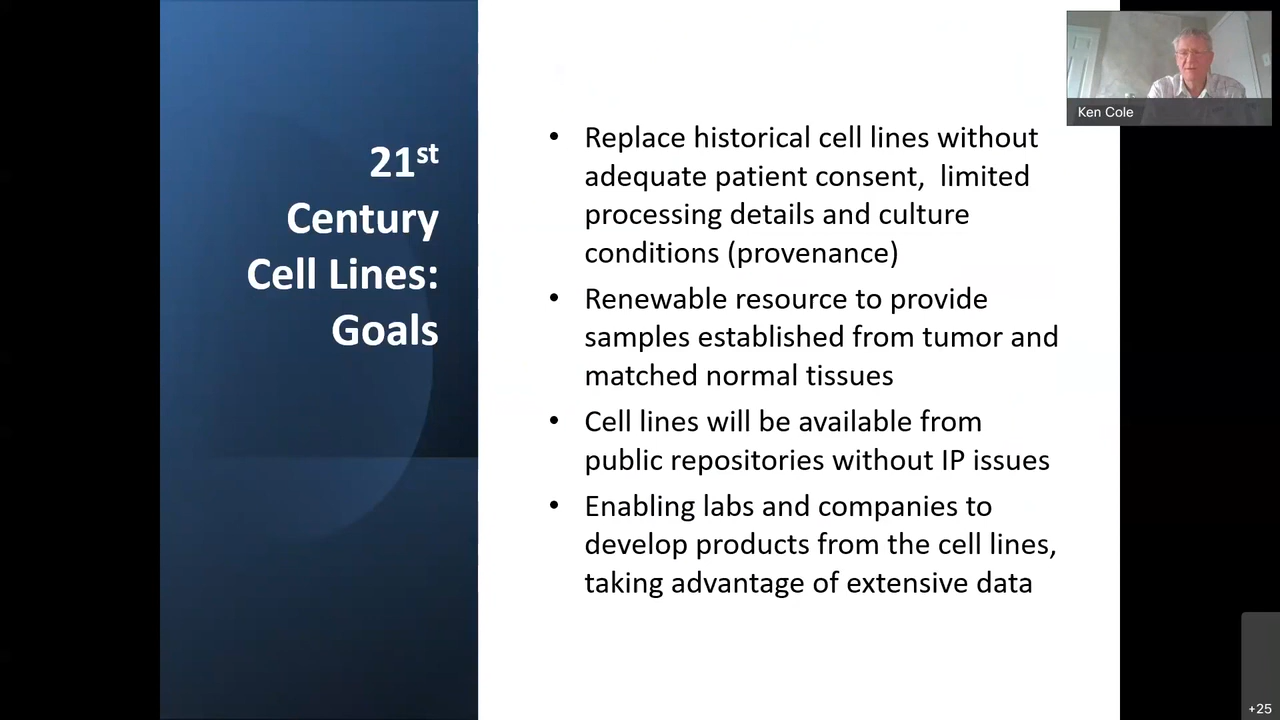 21st
Century
Cell Lines:
Goals
• Replace historical cell lines without
adequate patient consent,  limited
processing details and culture
conditions (provenance)
• Renewable resource to provide
samples established from tumor and
matched normal tissues
• Cell lines will be available from
public repositories without IP issues
• Enabling labs and companies to
develop products from the cell lines,
taking advantage of extensive data
Ken Cole
+25